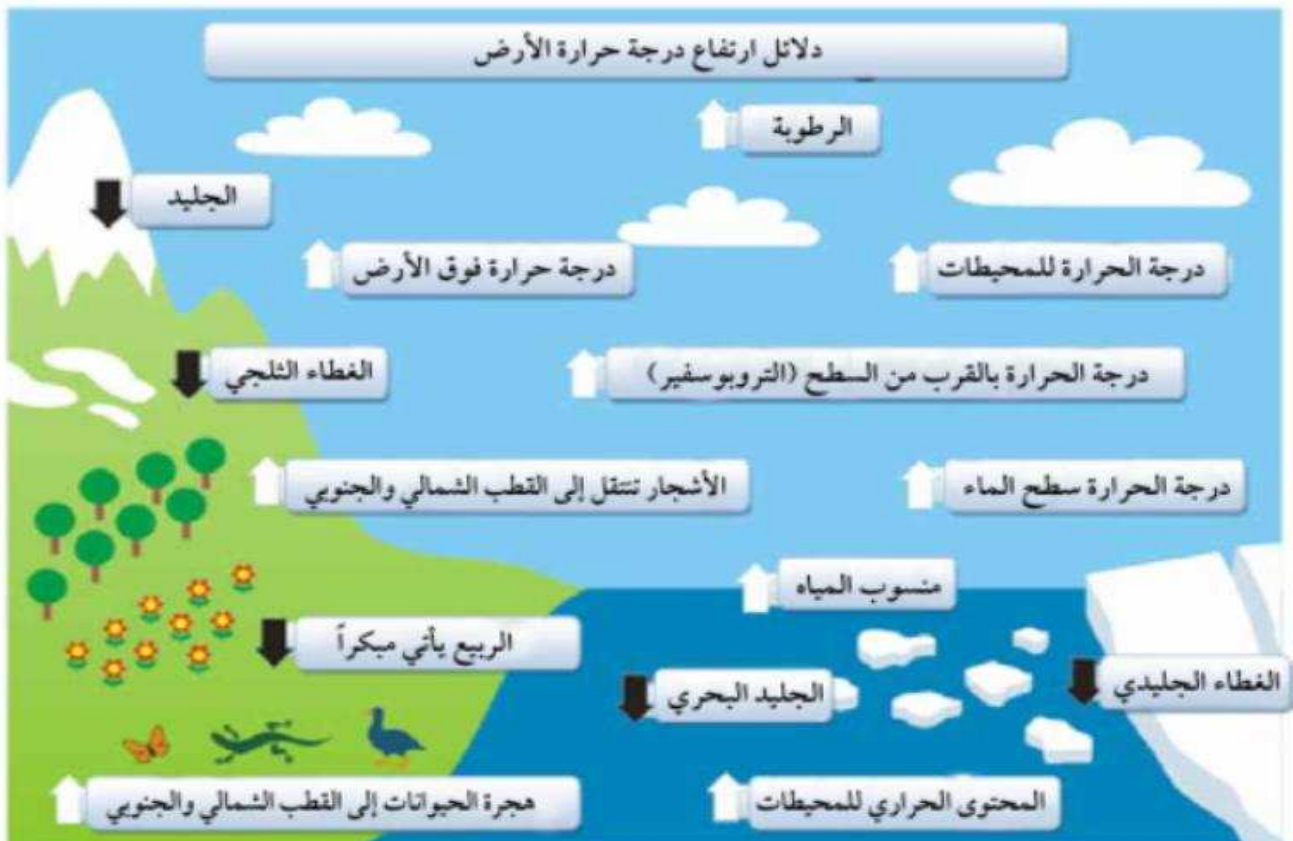 دلائل ارتفاع درجة حرارة الأرض
الرطوبة
الجليد
درجة الحرارة للمحيطات
درجة حرارة فوق الأرض
درجة الحرارة بالقرب من السطح (التروبوسفير)
الغطاء الثلجي
درجة الحرارة سطح الماء
الأشجار تنتقل إلى القطب الشمالي والجنوبي
منسوب المياه
الربيع يأتي مبكراً
الغطاء الجليدي
الجليد البحري
المحتوى الحراري للمحيطات
هجرة الحيوانات إلى القطب الشمالي والجنوبي